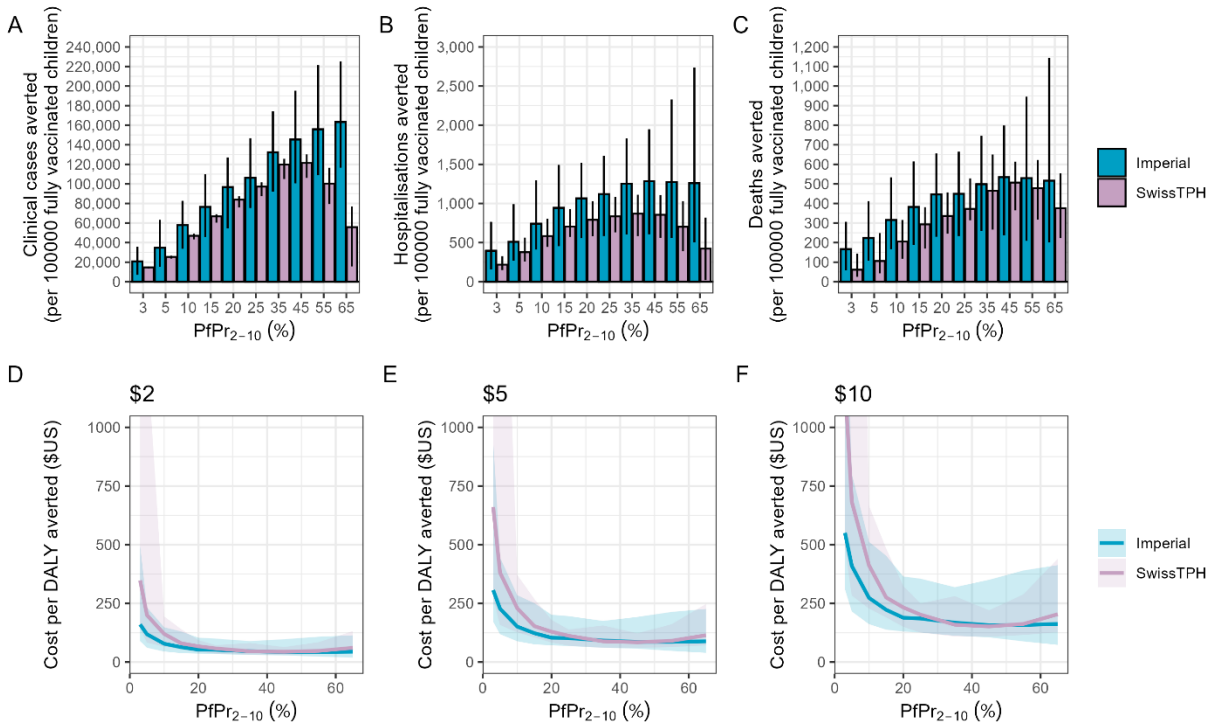 A
Clinical cases averted
(per 100000 fully vaccinated children)
240,000
220,000
200,000
180,000
160,000
140,000
120,000
100,000
80,000
60,000
40,000
20,000
0
3 5 10 15 20 25 35 45 55 65
PfPr2−10 (%)
B
Hospitalisations averted
(per 100000 fully vaccinated children)
3,000
2,500
2,000
1,500
1,000
500
0
3 5 10 15 20 25 35 45 55 65
PfPr2−10 (%)
C
Deaths averted
(per 100000 fully vaccinated children)
1,200
1,100
1,000
900
800
700
600
500
400
300
200
100
0
3 5 10 15 20 25 35 45 55 65
PfPr2−10 (%)
Imperial
SwissTPH
D
$2
Cost per DALY averted ($US)
1000
750
500
250
0
0 20 40 60
PfPr2−10 (%)
E
$5
Cost per DALY averted ($US)
1000
750
500
250
0
0 20 40 60
PfPr2−10 (%)
F
$10
Cost per DALY averted ($US)
1000
750
500
250
0
0 20 40 60
PfPr2−10 (%)
Imperial
SwissTPH